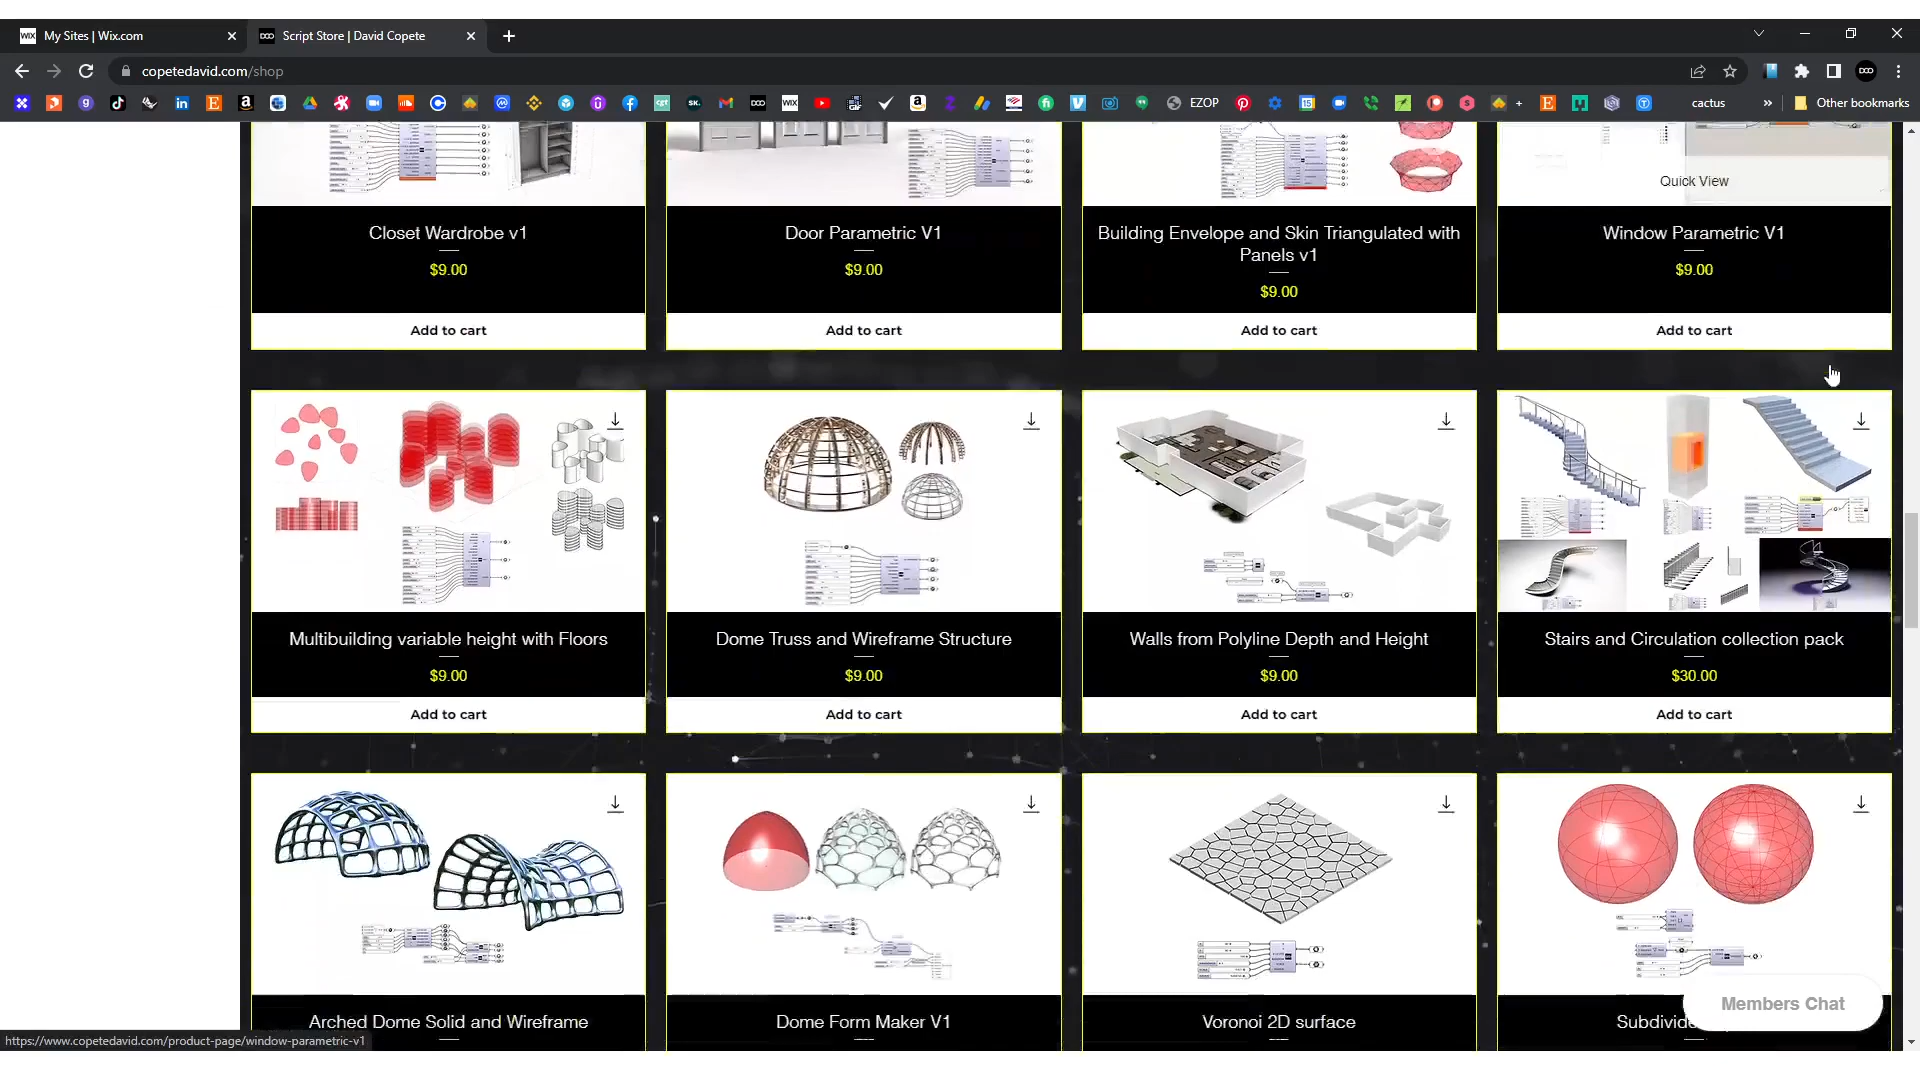 WIX My Sites | Wix.com
DCO Script Store | David Copete
copetedavid.com/shop
EZOP
cactus
Other bookmarks
Quick View
Closet Wardrobe v1
$9.00
Add to cart
Door Parametric V1
$9.00
Add to cart
Building Envelope and Skin Triangulated with
Panels v1
$9.00
Add to cart
Window Parametric V1
$9.00
Add to cart
Multibuilding variable height with Floors
$9.00
Add to cart
Dome Truss and Wireframe Structure
$9.00
Add to cart
Walls from Polyline Depth and Height
$9.00
Add to cart
Stairs and Circulation collection pack
$30.00
Add to cart
Arched Dome Solid and Wireframe
Dome Form Maker V1
Voronoi 2D surface
Members Chat
https://www.copetedavid.com/product-page/window-parametric-v1